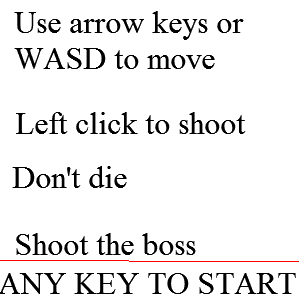 Use arrow keys or
WASD to move
Left click to shoot
Don't die
Shoot the boss
ANY KEY TO START